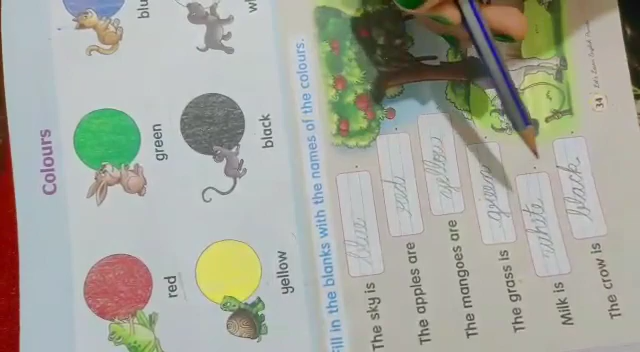 Colours
blu
green
black
red
yellow
Fill in the blanks with the names of the colours.
The sky is blue
The apples are red.
The mangoes are yellow.
The grass is green.
Milk is white.
The crow is black.
34